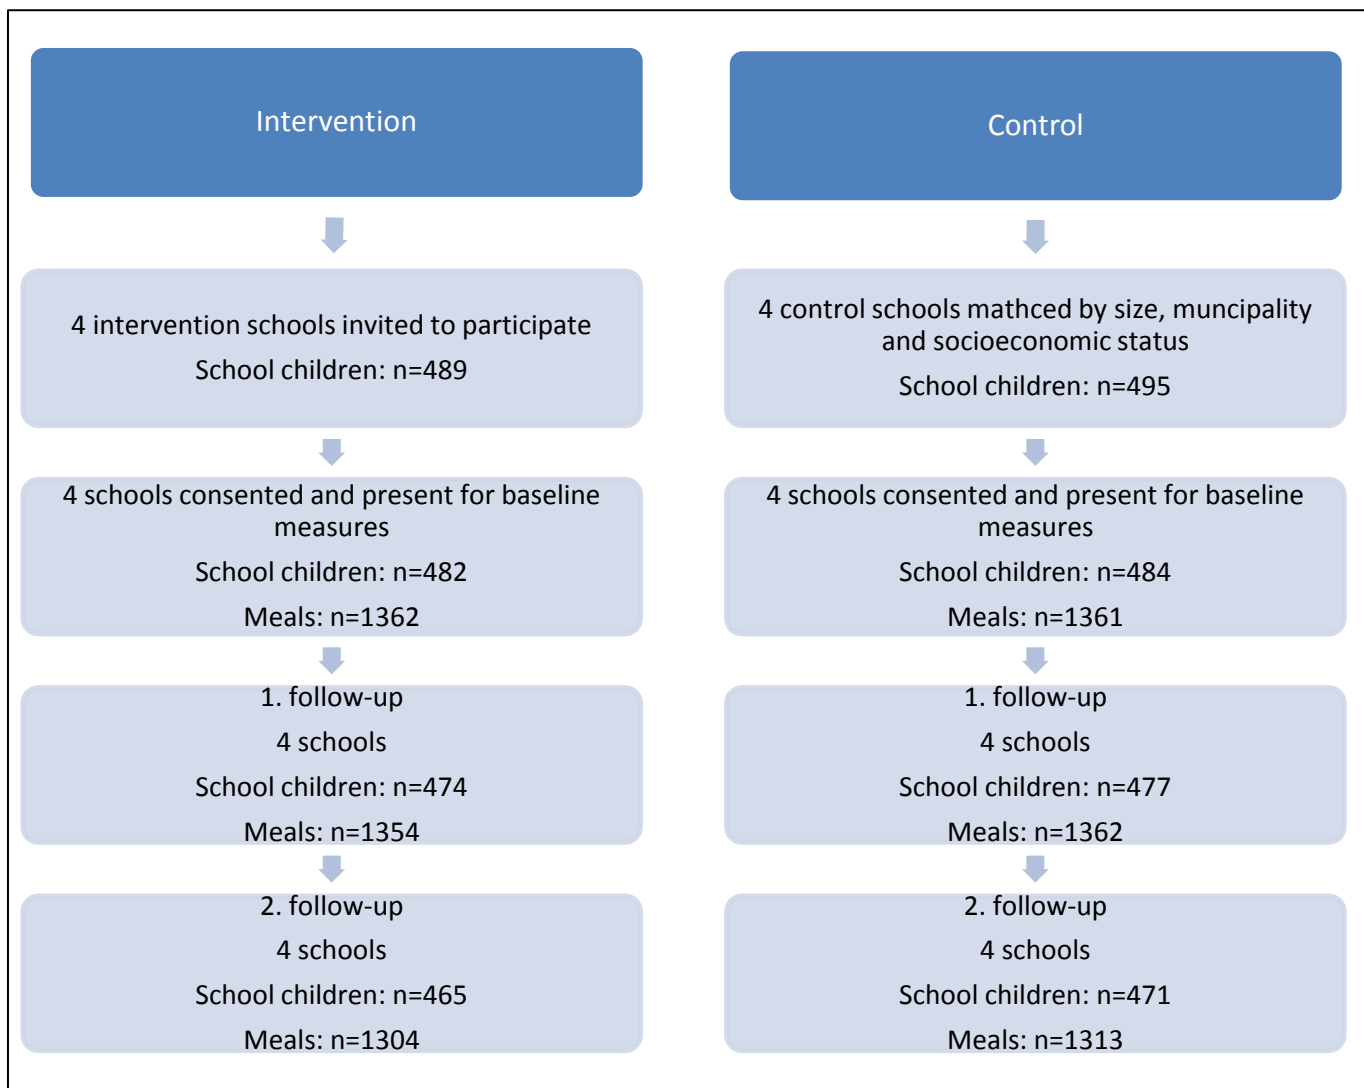 Intervention
4 intervention schools invited to participate
School children: n=489
4 schools consented and present for baseline
measures
School children: n=482
Meals: n=1362
1. follow-up
4 schools
School children: n=474
Meals: n=1354
2. follow-up
4 schools
School children: n=465
Meals: n=1304
Control
4 control schools mathced by size, muncipality
and socioeconomic status
School children: n=495
4 schools consented and present for baseline
measures
School children: n=484
Meals: n=1361
1. follow-up
4 schools
School children: n=477
Meals: n=1362
2. follow-up
4 schools
School children: n=471
Meals: n=1313